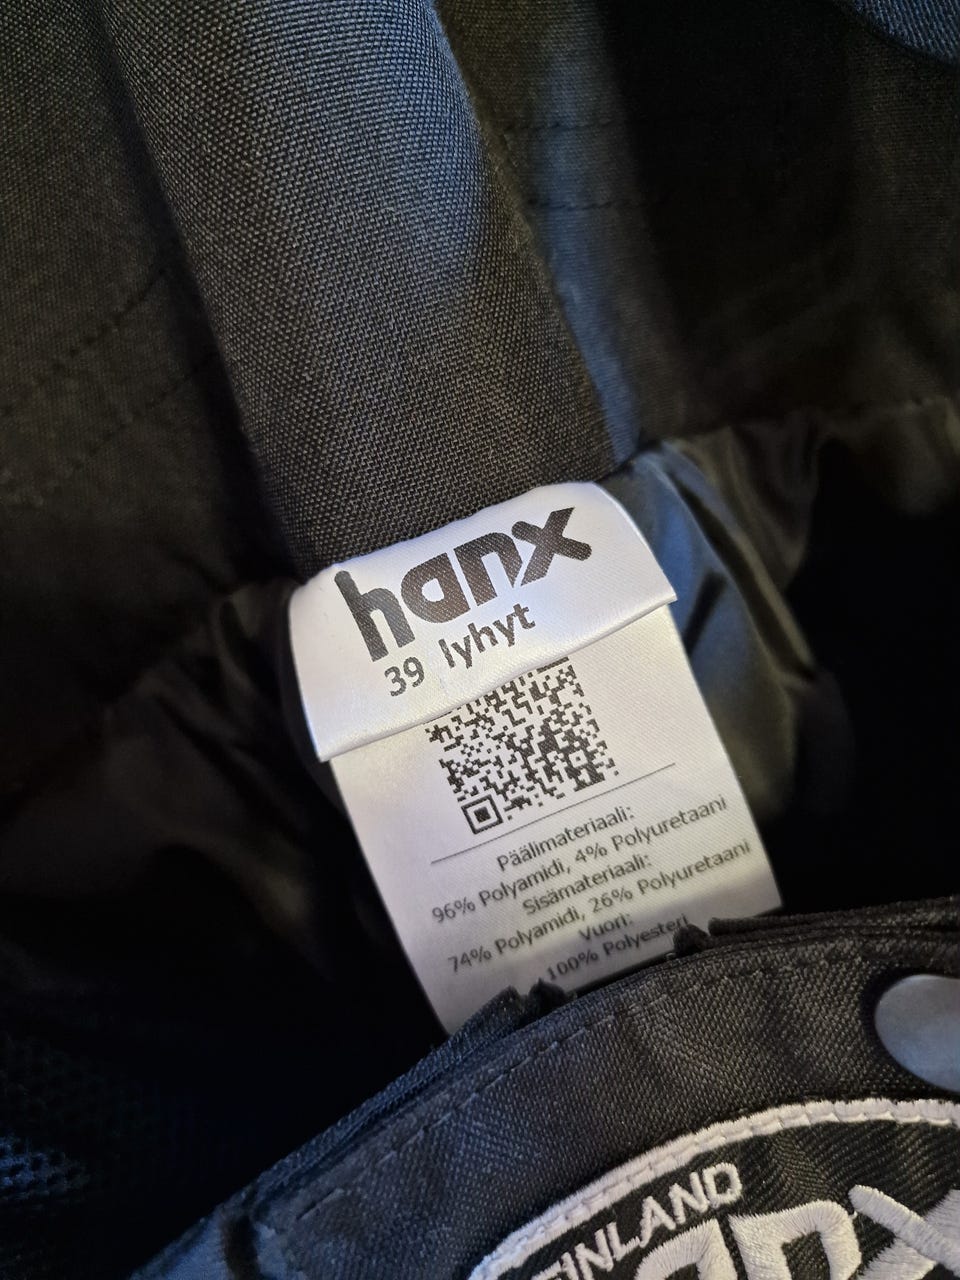 hanx
39 lyhyt
Päälimateriaali:
96% Polyamidi, 4% Polyuretaani
Sisämateriaali:
74% Polyamidi, 26% Polyuretaani
Vuori:
100% Polyesteri
FINLAND